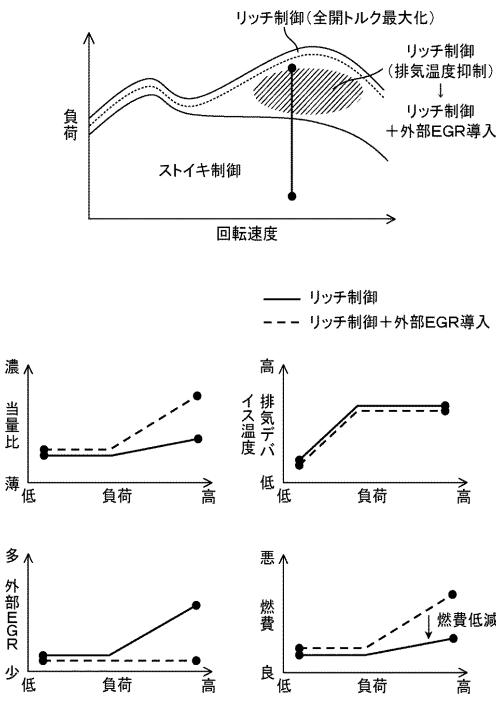 リッチ制御(全開トルク最大化)
リッチ制御
(排気温度抑制)
↓
リッチ制御
+外部EGR導入
負荷
ストイキ制御
回転速度
リッチ制御
リッチ制御+外部EGR導入
濃
当量比
薄
低
負荷
高
高
排気デバ
イス温度
低
低
負荷
高
多
外部EGR
少
低
負荷
高
悪
燃費
良
燃費低減
低
負荷
高